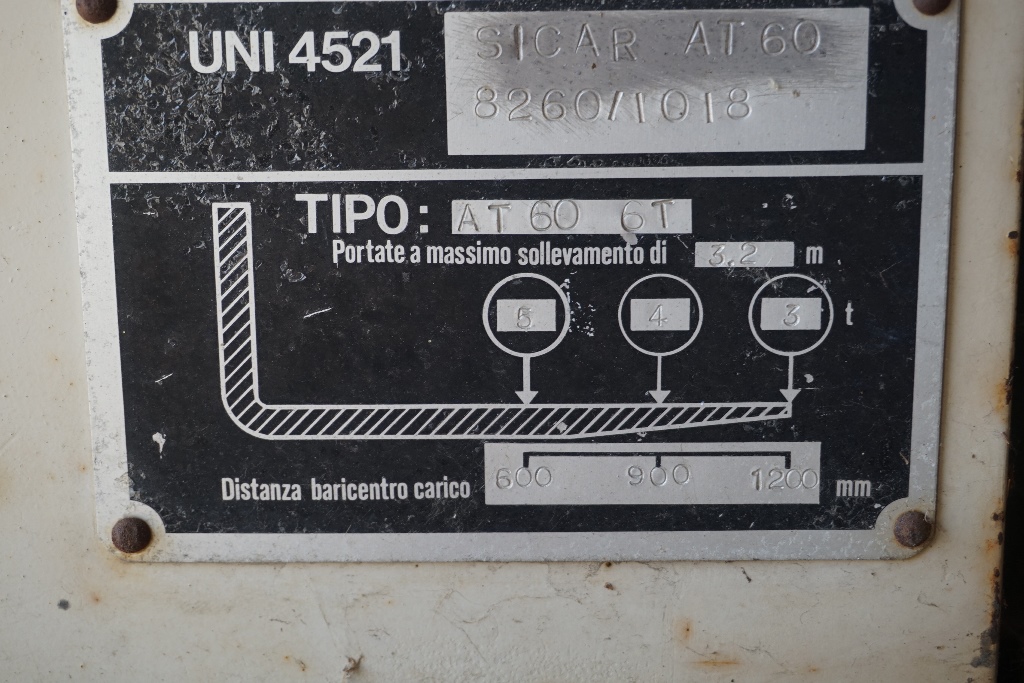 UNI 4521 SICAR AT 60
8260/1018
TIPO: AT 60 6T
Portate a massimo sollevamento di 3.2 m
5 4 3 t
600 900 1200
Distanza baricentro carico mm